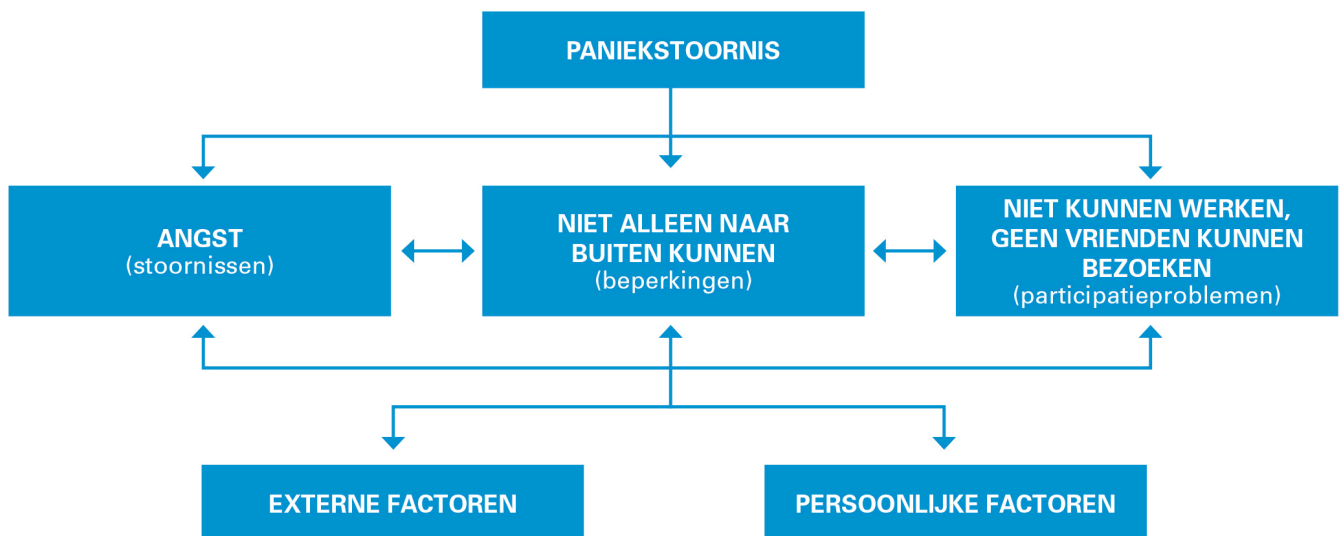 PANIEKSTOORNIS
ANGST
(stoornissen)
NIET ALLEEN NAAR
BUITEN KUNNEN
(beperkingen)
NIET KUNNEN WERKEN,
GEEN VRIENDEN KUNNEN
BEZOEKEN
(participatieproblemen)
EXTERNE FACTOREN
PERSOONLIJKE FACTOREN